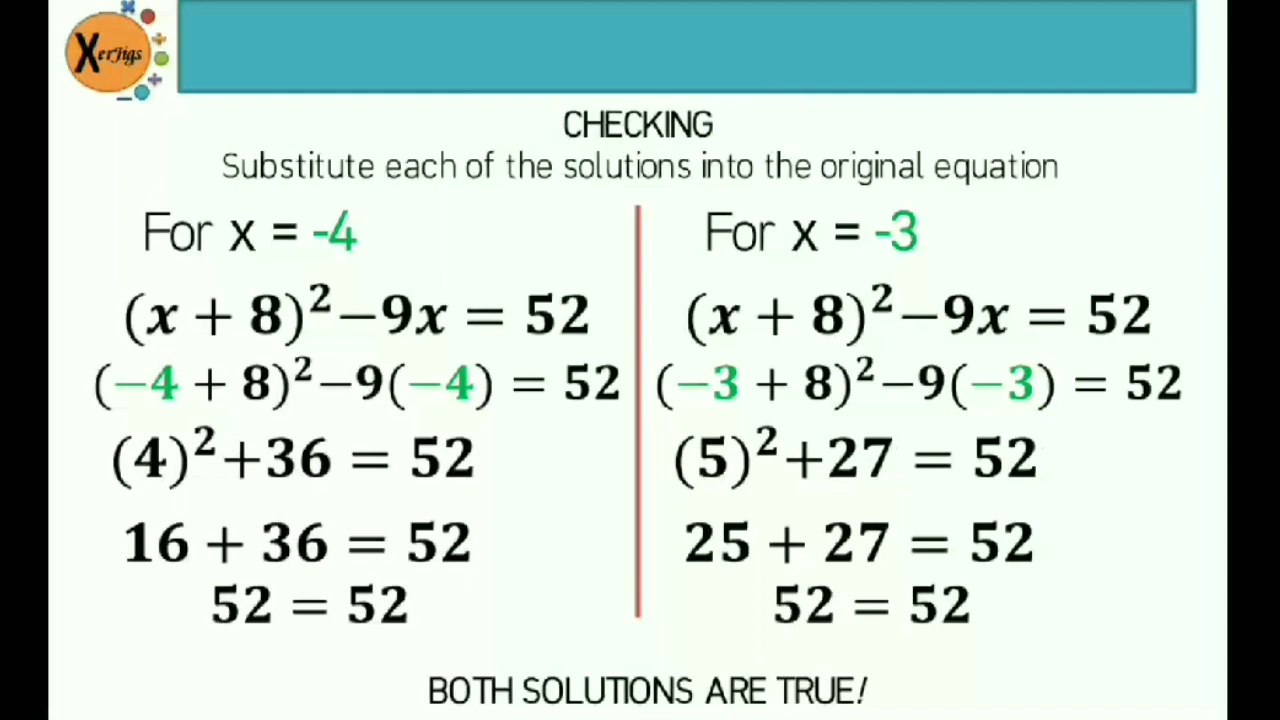 Xerjigs
CHECKING
Substitute each of the solutions into the original equation
For x = -4
(x + 8)²−9x = 52
(−4 + 8)²−9(−4) = 52
(4)²+36 = 52
16 + 36 = 52
52 = 52
For x = -3
(x + 8)²−9x = 52
(−3 + 8)²−9(−3) = 52
(5)²+27 = 52
25 + 27 = 52
52 = 52
BOTH SOLUTIONS ARE TRUE!